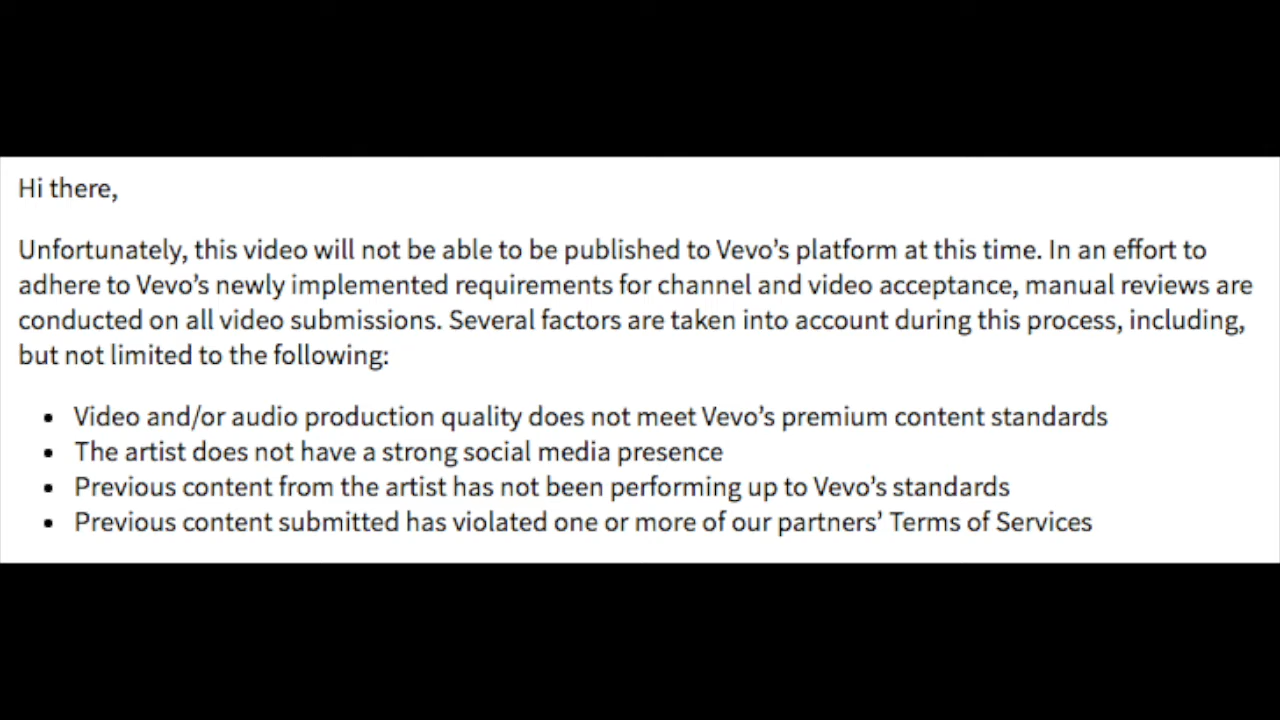 Hi there,
Unfortunately, this video will not be able to be published to Vevo’s platform at this time. In an effort to
adhere to Vevo’s newly implemented requirements for channel and video acceptance, manual reviews are
conducted on all video submissions. Several factors are taken into account during this process, including,
but not limited to the following:
• Video and/or audio production quality does not meet Vevo’s premium content standards
• The artist does not have a strong social media presence
• Previous content from the artist has not been performing up to Vevo’s standards
• Previous content submitted has violated one or more of our partners’ Terms of Services